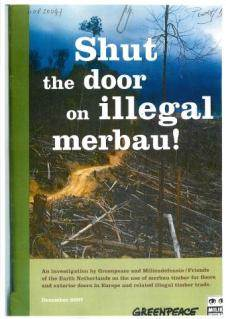 Shut
the door
on illegal
merbau!
An investigation by Greenpeace and Milieudefensie / Friends
of the Earth Netherlands on the use of merbau timber for doors
and exterior doors in Europe and related illegal timber trade.
December 2007
GREENPEACE